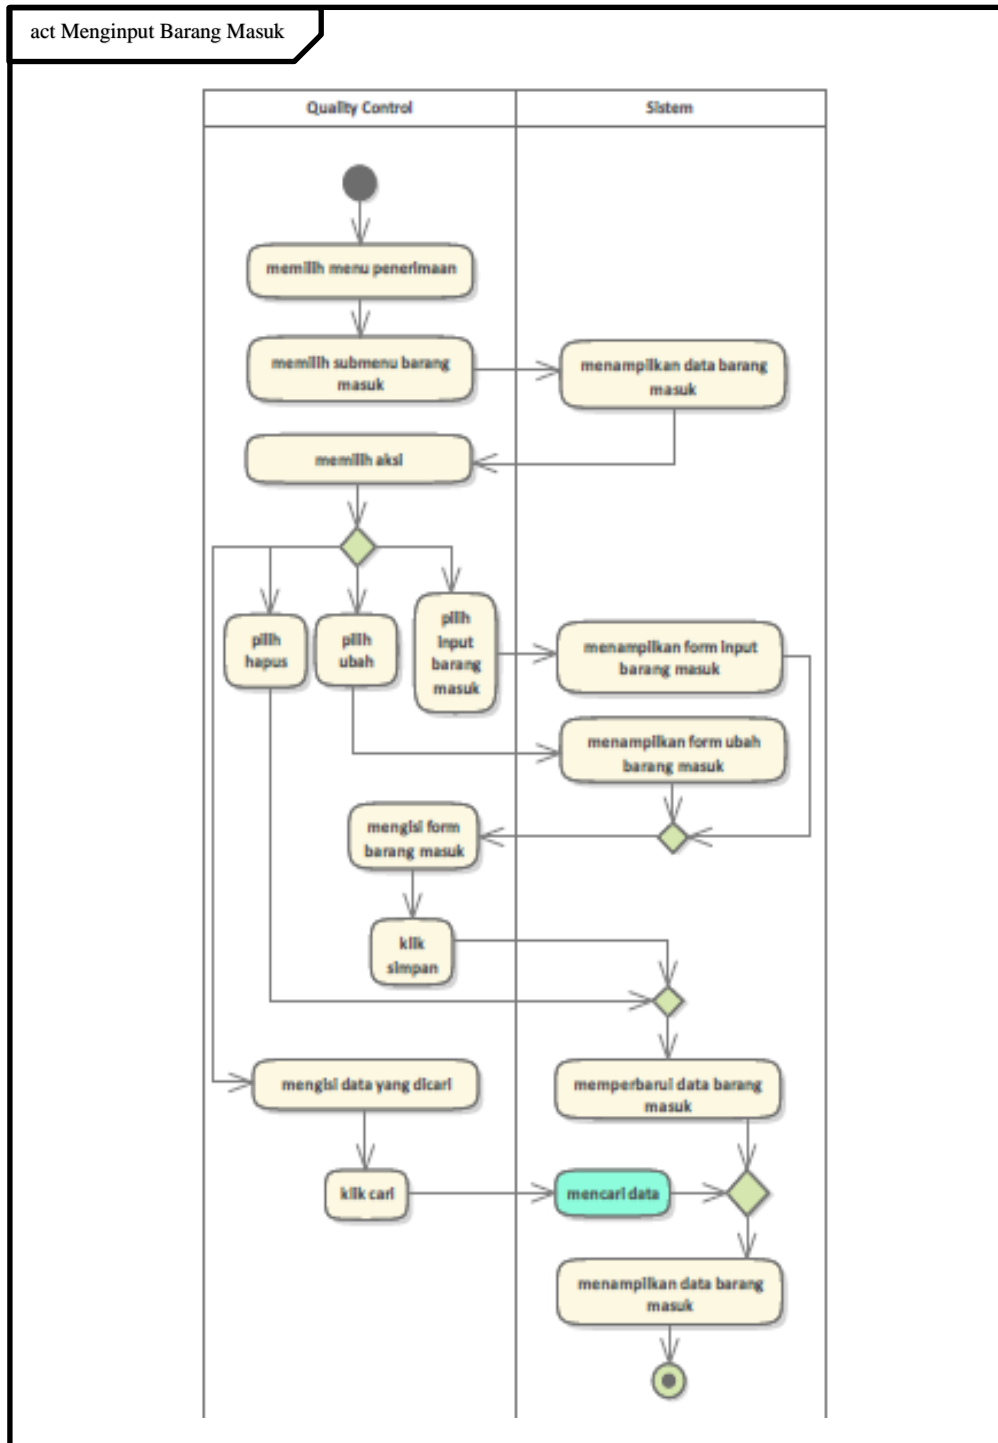 act Menginput Barang Masuk
Quality Control
Sistem
memilih menu penerimaan
memilih submenu barang
masuk
menampilkan data barang
masuk
memilih aksi
pilih
hapus
pilih
ubah
pilih
input
barang
masuk
menampilkan form input
barang masuk
menampilkan form ubah
barang masuk
mengisi form
barang masuk
klik
simpan
mengisi data yang dicari
memperbarui data barang
masuk
klik cari
mencari data
menampilkan data barang
masuk